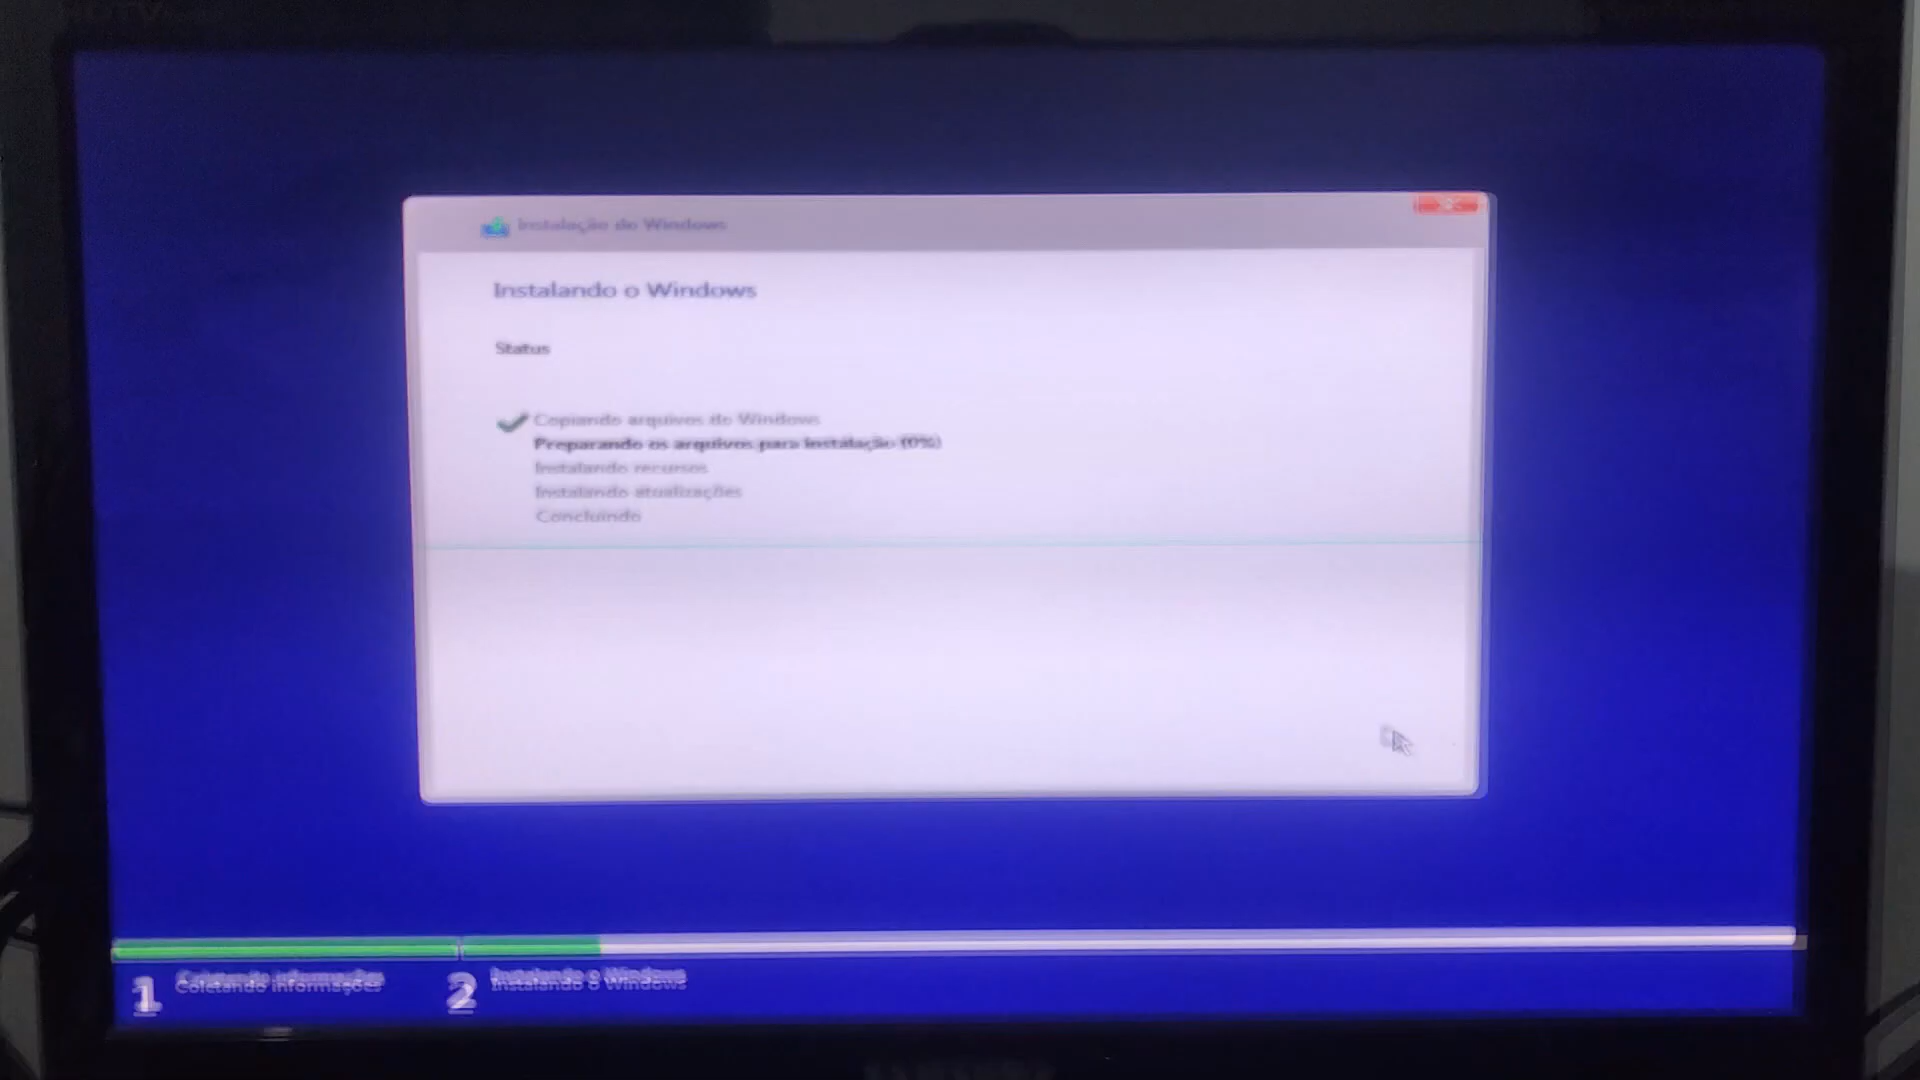 Instalação do Windows
Instalando o Windows
Status
Copiando arquivos do Windows
Preparando os arquivos para instalação (0%)
Instalando recursos
Instalando atualizações
Concluindo
1 Coletando informações
2 Instalando o Windows